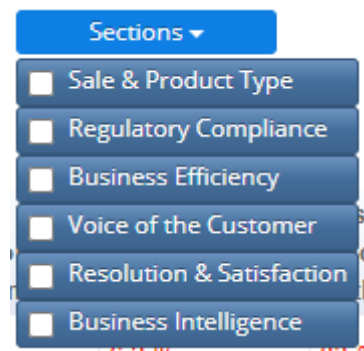 Sections
Sale & Product Type
Regulatory Compliance
Business Efficiency
Voice of the Customer
Resolution & Satisfaction
Business Intelligence